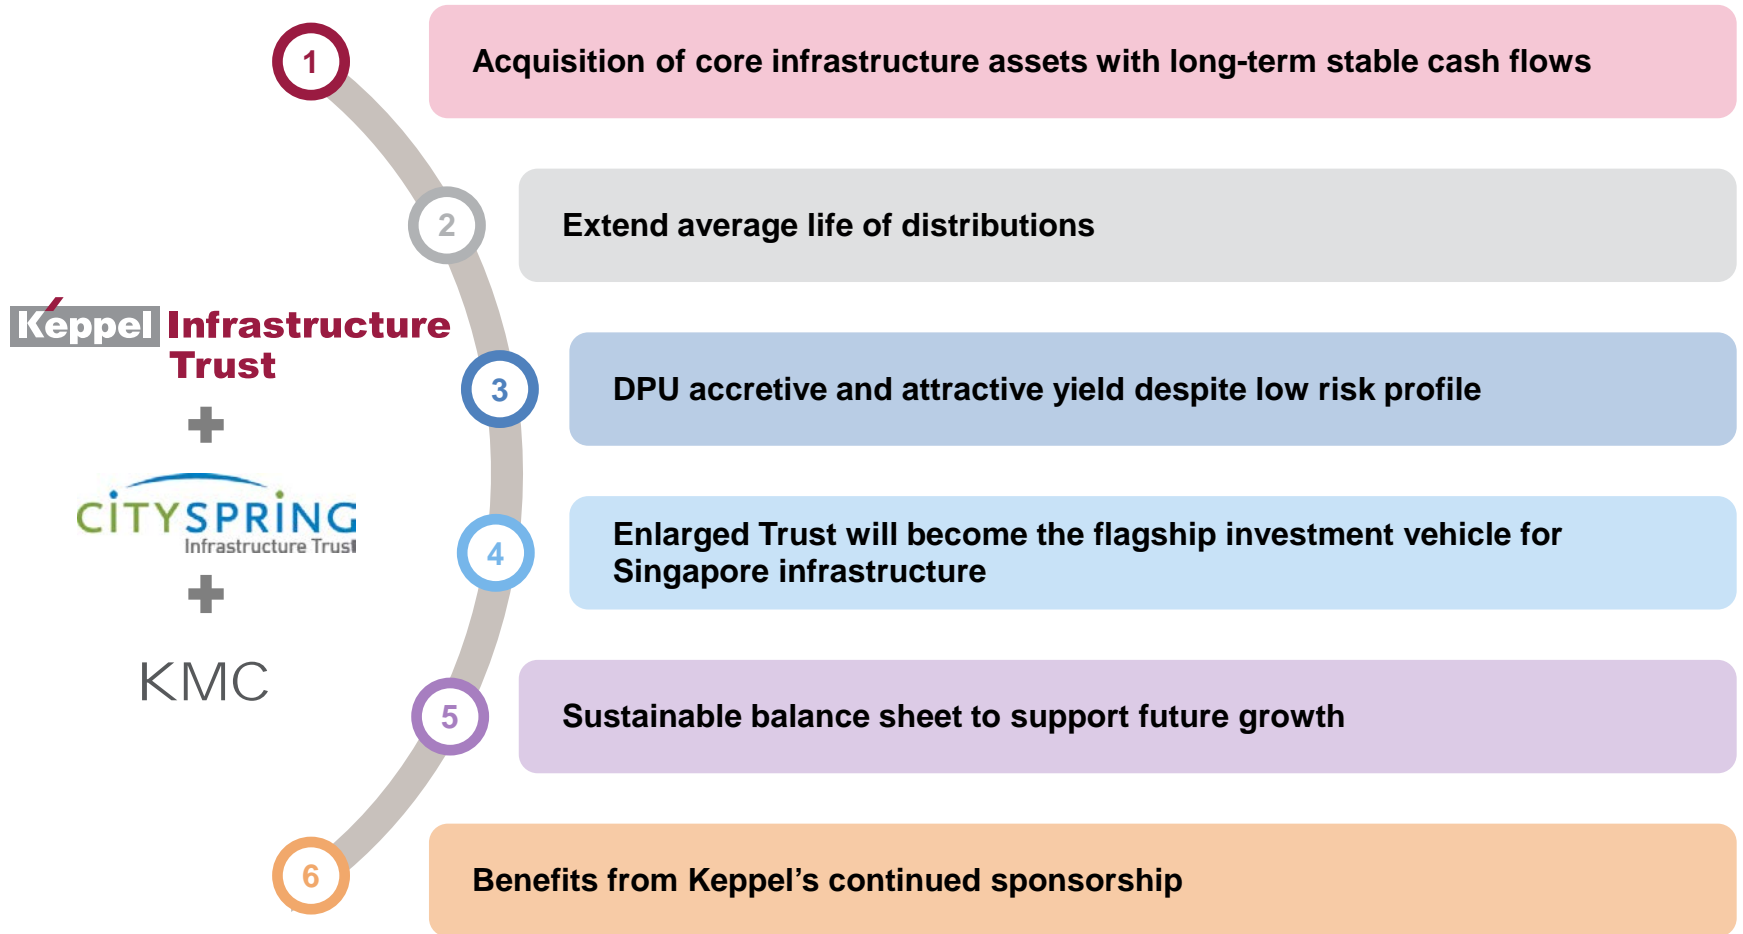 1
Acquisition of core infrastructure assets with long-term stable cash flows
2
Extend average life of distributions
Keppel Infrastructure
Trust
3
DPU accretive and attractive yield despite low risk profile
+
CiTYSPRiNG
Infrastructure Trust
4
Enlarged Trust will become the flagship investment vehicle for
Singapore infrastructure
+
KMC
5
Sustainable balance sheet to support future growth
6
Benefits from Keppel’s continued sponsorship